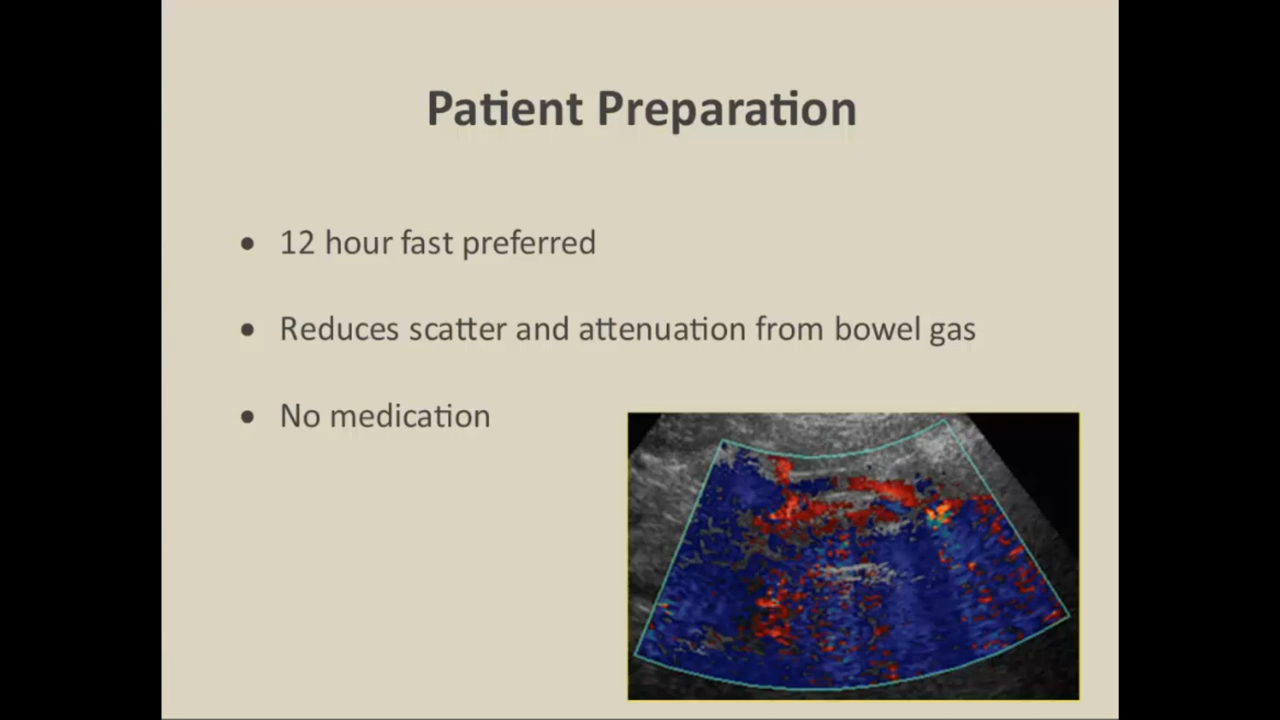 Patient Preparation
• 12 hour fast preferred
• Reduces scatter and attenuation from bowel gas
• No medication